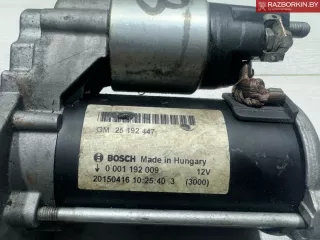 RAZBORKIN.BY
GM 25 192 447
BOSCH Made in Hungary
0 001 192 009 12V
20150416 10:25:40 3 (3000)